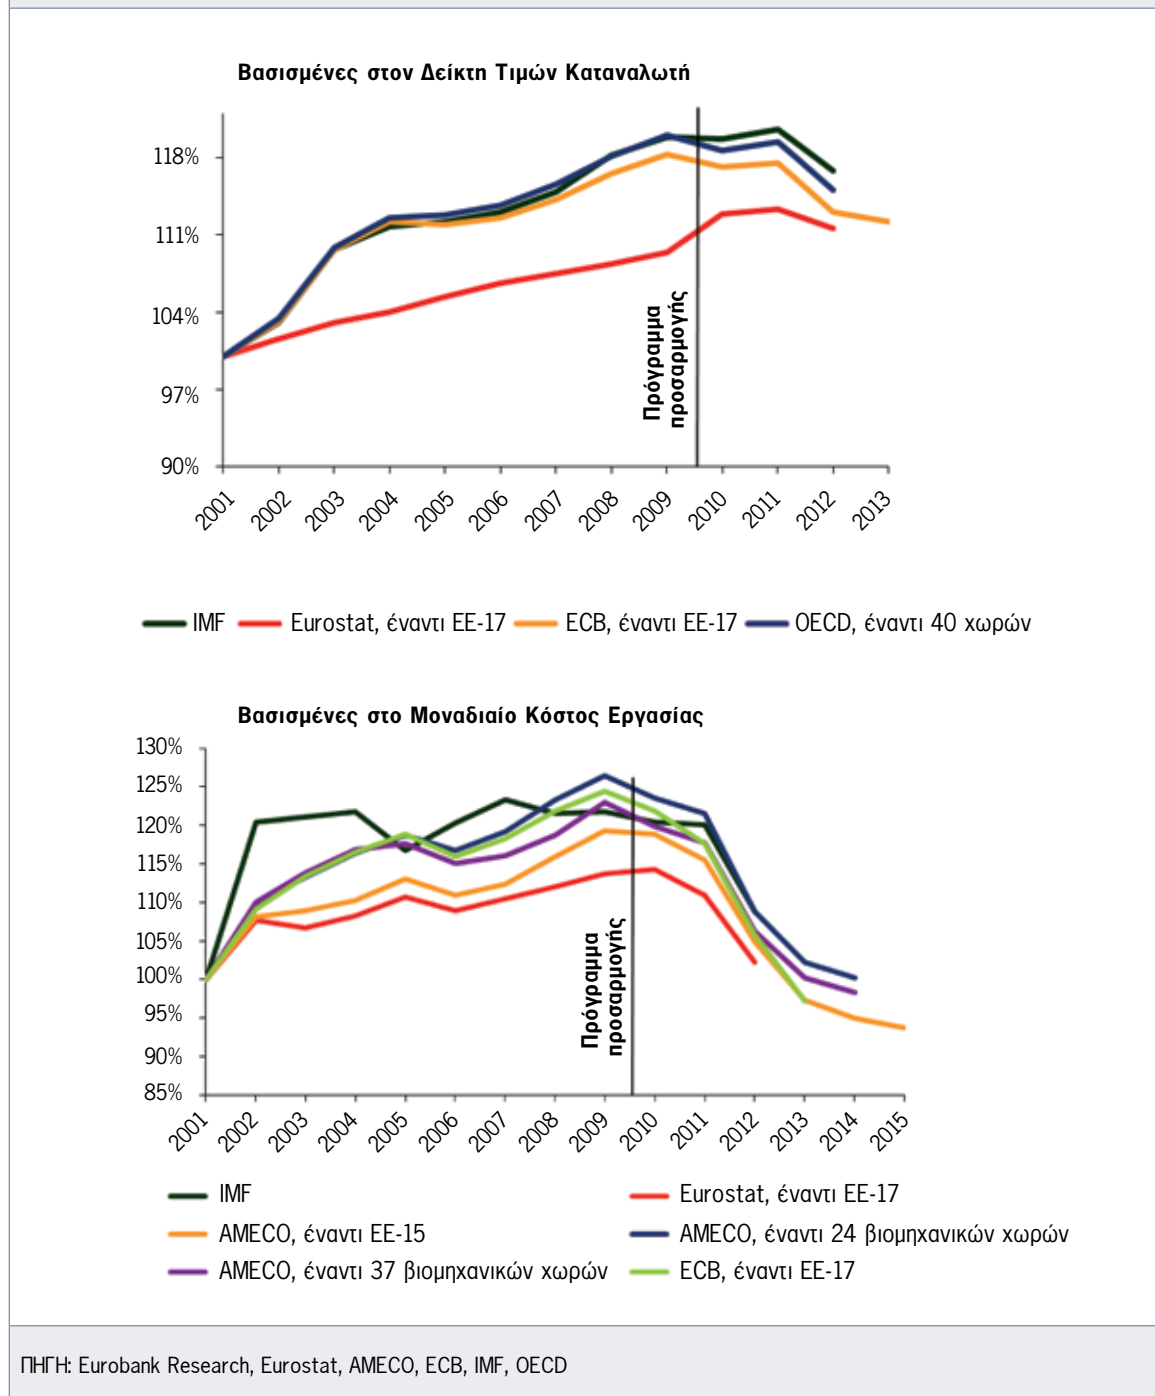 Βασισμένες στον Δείκτη Τιμών Καταναλωτή
118%
111%
104%
97%
90%
Πρόγραμμα
προσαρμογής
2001
2002
2003
2004
2005
2006
2007
2008
2009
2010
2011
2012
2013
IMF
Eurostat, έναντι ΕΕ-17
ECB, έναντι ΕΕ-17
OECD, έναντι 40 χωρών
Βασισμένες στο Μοναδιαίο Κόστος Εργασίας
130%
125%
120%
115%
110%
105%
100%
95%
90%
85%
Πρόγραμμα
προσαρμογής
2001
2002
2003
2004
2005
2006
2007
2008
2009
2010
2011
2012
2013
2014
2015
IMF
Eurostat, έναντι ΕΕ-17
AMECO, έναντι ΕΕ-15
AMECO, έναντι 24 βιομηχανικών χωρών
AMECO, έναντι 37 βιομηχανικών χωρών
ECB, έναντι ΕΕ-17
ΠΗΓΗ: Eurobank Research, Eurostat, AMECO, ECB, IMF, OECD